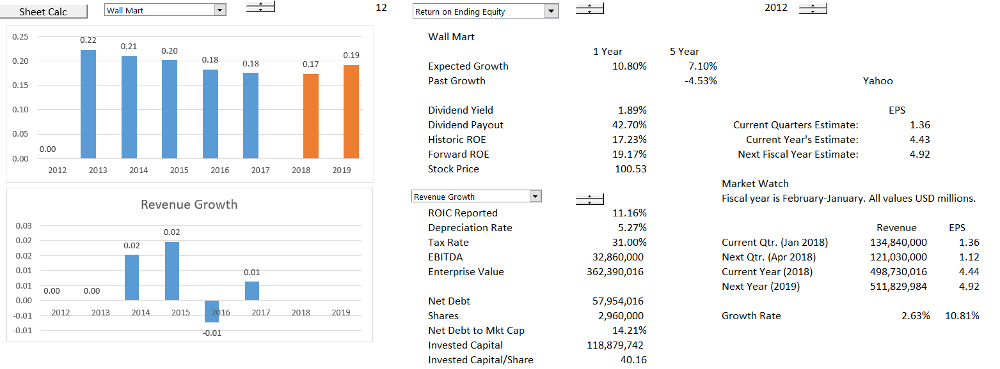 Sheet Calc
Wall Mart
12
Return on Ending Equity
2012
0.25
0.20
0.15
0.10
0.05
0.00
0.00
0.22
0.21
0.20
0.18
0.18
0.17
0.19
2012 2013 2014 2015 2016 2017 2018 2019
Revenue Growth
0.03
0.02
0.02
0.01
0.01
0.00
-0.01
-0.01
0.00
0.00
0.02
0.02
-0.01
0.01
2012 2013 2014 2015 2016 2017 2018 2019
Wall Mart
1 Year 5 Year
Expected Growth 10.80% 7.10%
Past Growth -4.53%
Dividend Yield 1.89%
Dividend Payout 42.70%
Historic ROE 17.23%
Forward ROE 19.17%
Stock Price 100.53
Revenue Growth
ROIC Reported 11.16%
Depreciation Rate 5.27%
Tax Rate 31.00%
EBITDA 32,860,000
Enterprise Value 362,390,016
Net Debt 57,954,016
Shares 2,960,000
Net Debt to Mkt Cap 14.21%
Invested Capital 118,879,742
Invested Capital/Share 40.16
Yahoo
EPS
Current Quarters Estimate: 1.36
Current Year's Estimate: 4.43
Next Fiscal Year Estimate: 4.92
Market Watch
Fiscal year is February-January. All values USD millions.
Revenue EPS
Current Qtr. (Jan 2018) 134,840,000 1.36
Next Qtr. (Apr 2018) 121,030,000 1.12
Current Year (2018) 498,730,016 4.44
Next Year (2019) 511,829,984 4.92
Growth Rate 2.63% 10.81%